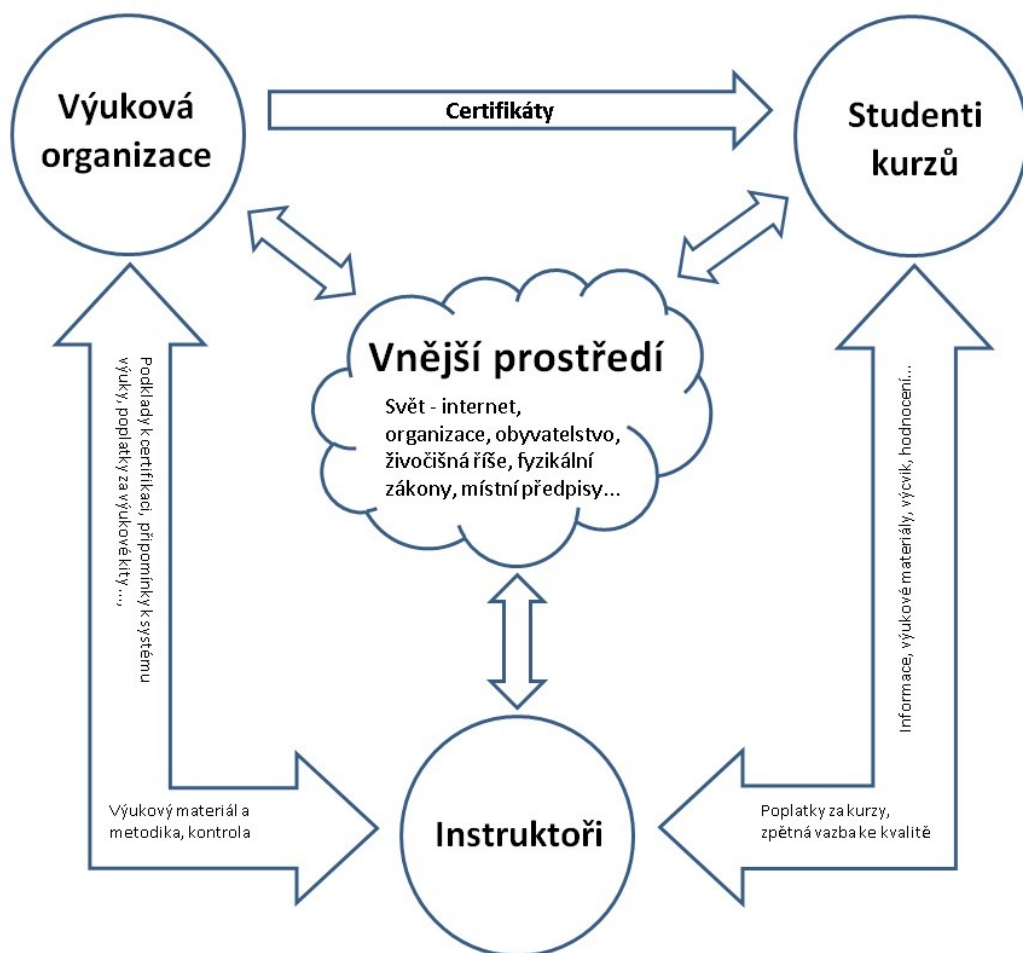 Výuková
organizace
Certifikáty
Studenti
kurzů
Vnější prostředí
Svět - internet,
organizace, obyvatelstvo,
živočišná říše, fyzikální
zákony, místní předpisy...
Podklady k certifikaci, připomínky k systému
výuky, poplatky za výukové kity ...,
Informace, výukové materiály, výcvik, hodnocení...
Výukový materiál a
metodika, kontrola
Instruktoři
Poplatky za kurzy,
zpětná vazba ke kvalitě